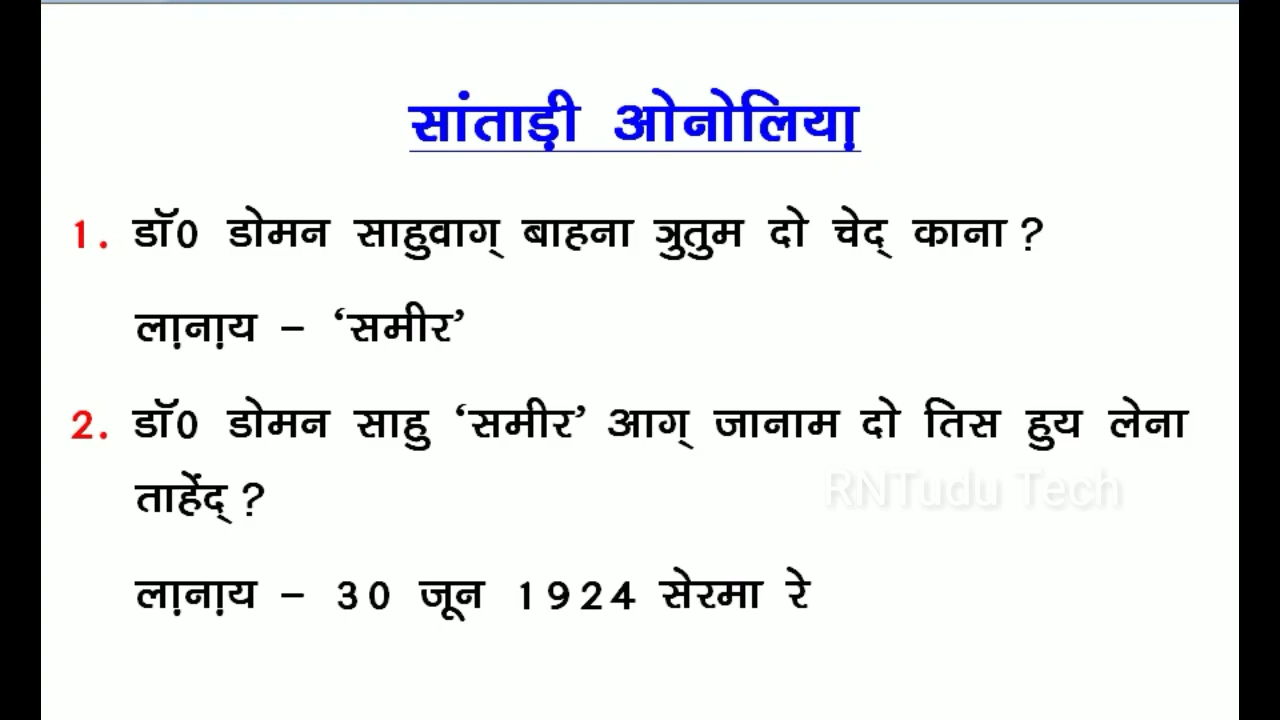 सांताड़ी ओनोलिया़
1. डॉ0 डोमन साहुवाग् बाहना ञुतुम दो चेद् काना ?
ला़ना़य – ‘समीर’
2. डॉ0 डोमन साहु ‘समीर’ आग् जानाम दो तिस हुय लेना
ताहेंद् ?
RNTudu Tech
ला़ना़य – 30 जून 1924 सेरमा रे